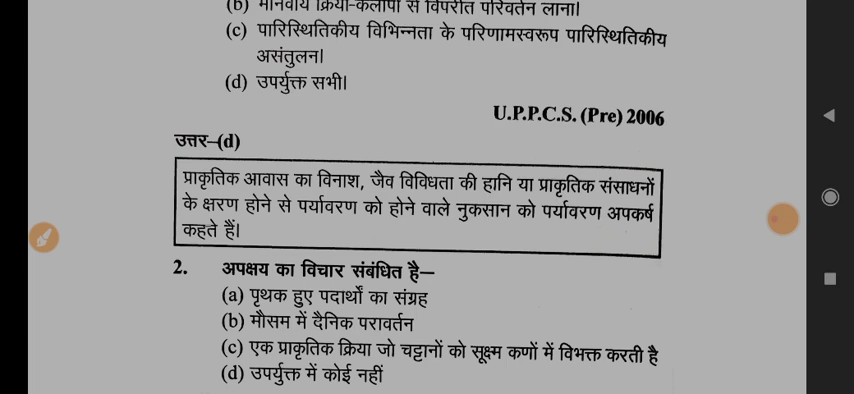 (b) मानवीय क्रिया-कलापों से विपरीत परिवर्तन लाना।
(c) पारिस्थितिकीय विभिन्नता के परिणामस्वरूप पारिस्थितिकीय
असंतुलन।
(d) उपर्युक्त सभी।
U.P.P.C.S. (Pre) 2006
उत्तर–(d)
प्राकृतिक आवास का विनाश, जैव विविधता की हानि या प्राकृतिक संसाधनों
के क्षरण होने से पर्यावरण को होने वाले नुकसान को पर्यावरण अपकर्ष
कहते हैं।
2. अपक्षय का विचार संबंधित है–
(a) पृथक हुए पदार्थों का संग्रह
(b) मौसम में दैनिक परावर्तन
(c) एक प्राकृतिक क्रिया जो चट्टानों को सूक्ष्म कणों में विभक्त करती है
(d) उपर्युक्त में कोई नहीं